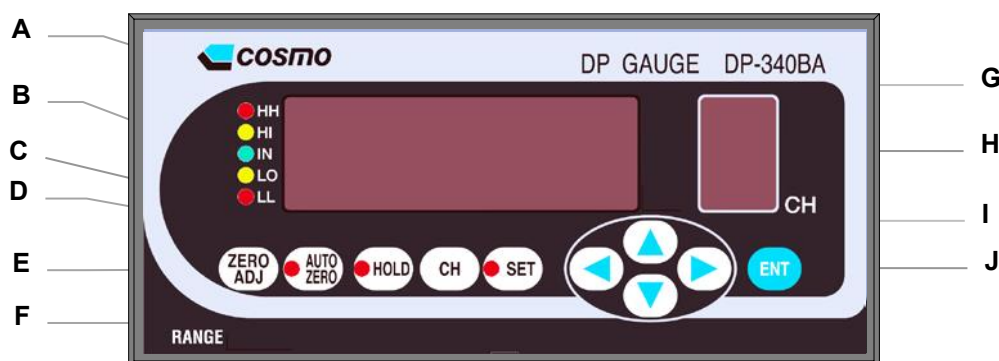 A
B
C
D
E
F
G
H
I
J
COSMO
DP GAUGE DP-340BA
HH
HI
IN
LO
LL
CH
ZERO ADJ
AUTO ZERO
HOLD
CH
SET
ENT
RANGE